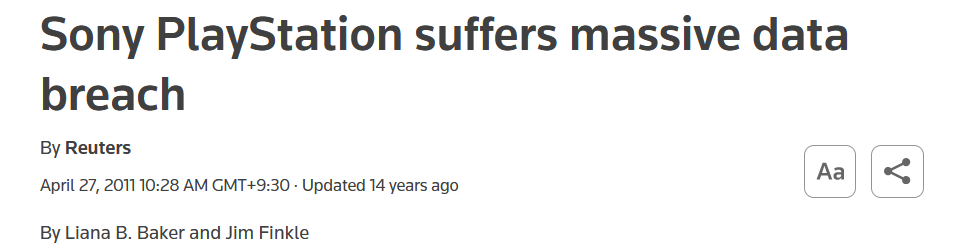 Sony PlayStation suffers massive data
breach
By Reuters
April 27, 2011 10:28 AM GMT+9:30 · Updated 14 years ago
Aa
By Liana B. Baker and Jim Finkle